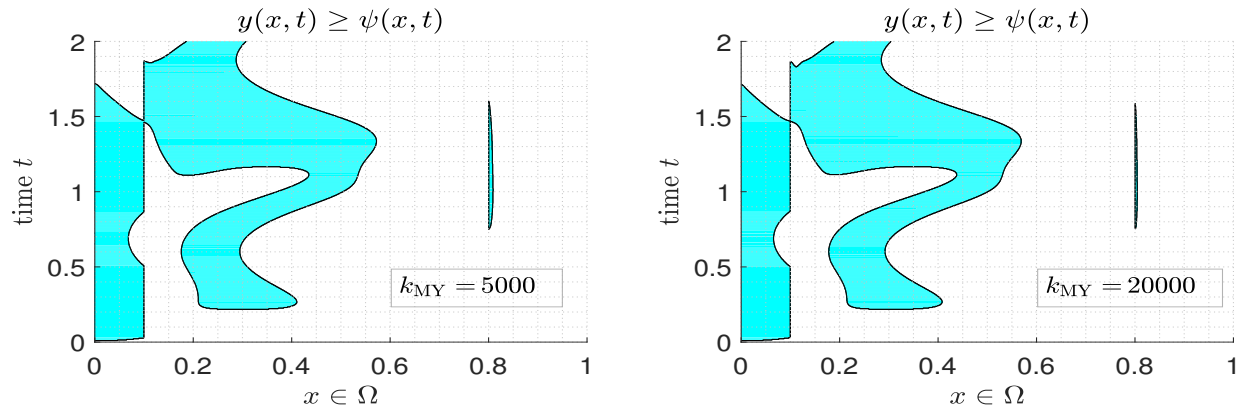 y(x, t) ≥ ψ(x, t)
2
1.5
1
0.5
0
time t
k_MY = 5000
0 0.2 0.4 0.6 0.8 1
x ∈ Ω
y(x, t) ≥ ψ(x, t)
2
1.5
1
0.5
0
time t
k_MY = 20000
0 0.2 0.4 0.6 0.8 1
x ∈ Ω